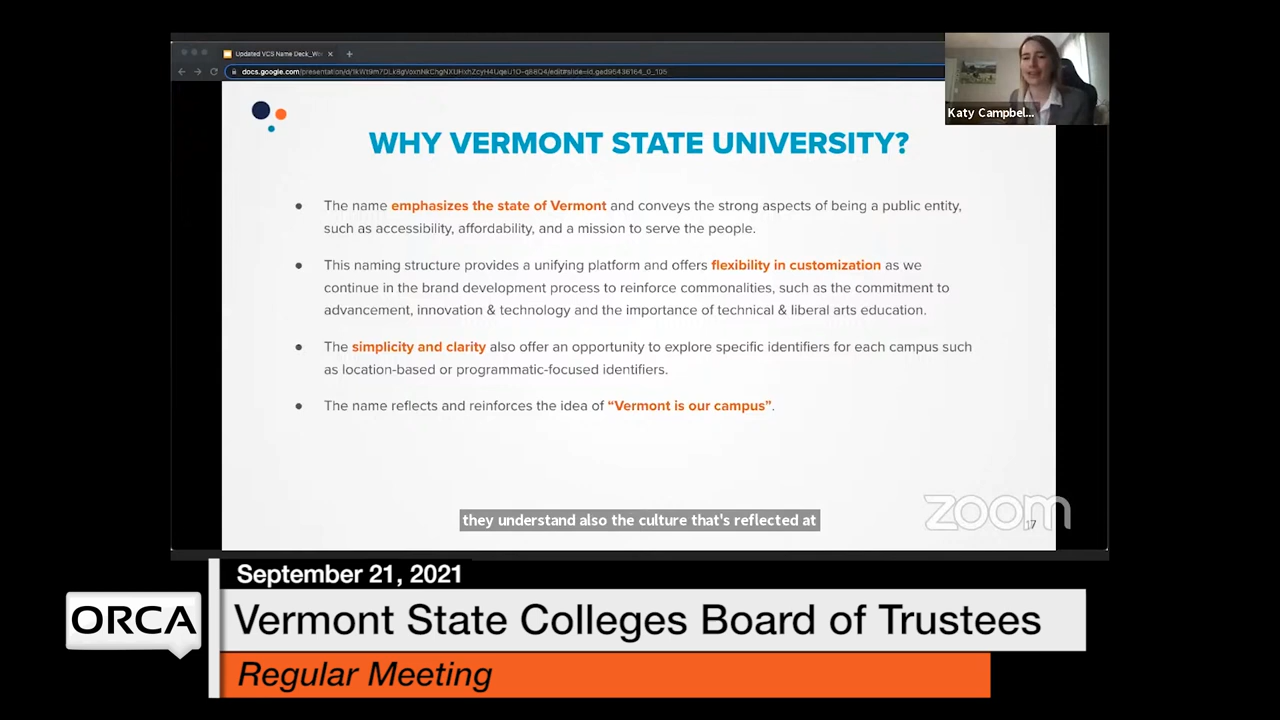 Updated VCS Name Deck_
docs.google.com/presentation/d/
Katy Campbel...
WHY VERMONT STATE UNIVERSITY?
● The name emphasizes the state of Vermont and conveys the strong aspects of being a public entity,
such as accessibility, affordability, and a mission to serve the people.
● This naming structure provides a unifying platform and offers flexibility in customization as we
continue in the brand development process to reinforce commonalities, such as the commitment to
advancement, innovation & technology and the importance of technical & liberal arts education.
● The simplicity and clarity also offer an opportunity to explore specific identifiers for each campus such
as location-based or programmatic-focused identifiers.
● The name reflects and reinforces the idea of “Vermont is our campus”.
they understand also the culture that's reflected at
zoom
17
September 21, 2021
ORCA
Vermont State Colleges Board of Trustees
Regular Meeting